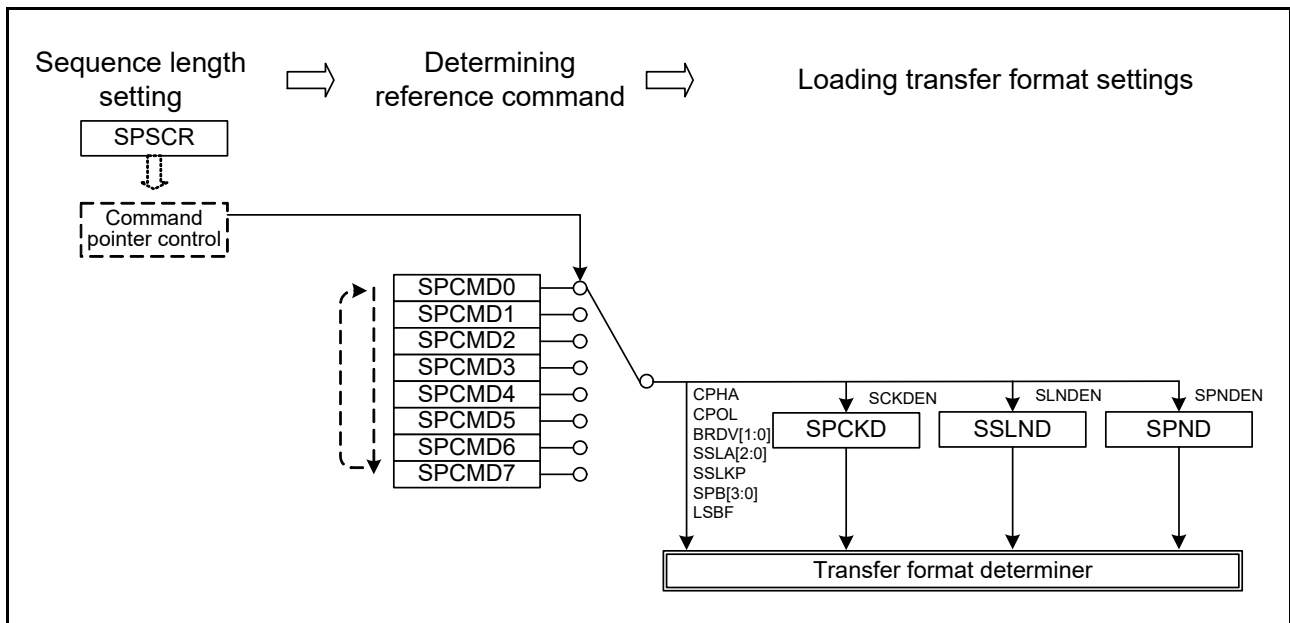 Sequence length
setting
Determining
reference command
Loading transfer format settings
SPSCR
Command
pointer control
SPCMD0
SPCMD1
SPCMD2
SPCMD3
SPCMD4
SPCMD5
SPCMD6
SPCMD7
CPHA
CPOL
BRDV[1:0]
SSLA[2:0]
SSLKP
SPB[3:0]
LSBF
SCKDEN
SPCKD
SLNDEN
SSLND
SPNDEN
SPND
Transfer format determiner